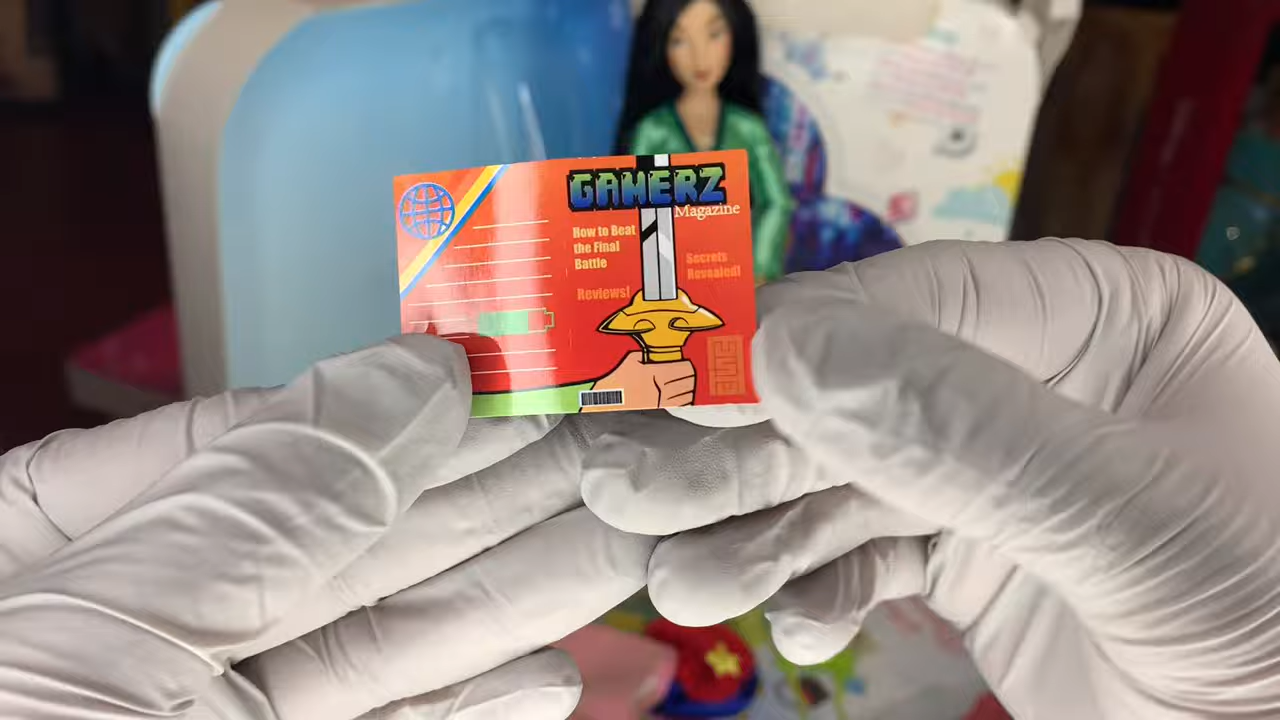 GAMERZ
Magazine
How to Beat
the Final
Battle
Secrets
Revealed!
Reviews!